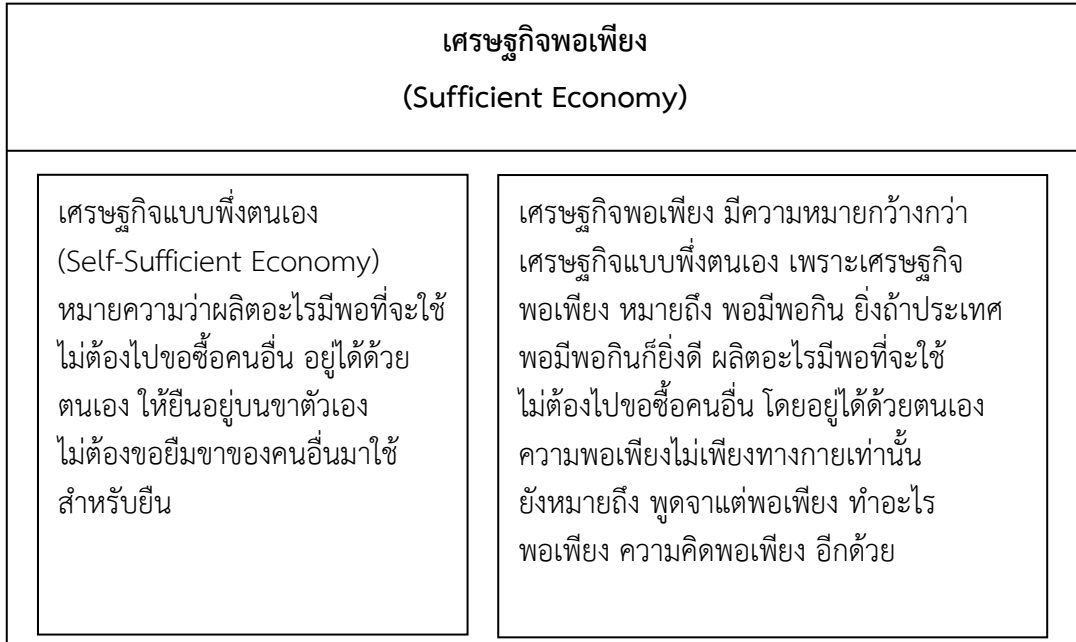 เศรษฐกิจพอเพียง
(Sufficient Economy)
เศรษฐกิจแบบพึ่งตนเอง
(Self-Sufficient Economy)
หมายความว่าผลิตอะไรมีพอที่จะใช้
ไม่ต้องไปขอซื้อคนอื่น อยู่ได้ด้วย
ตนเอง ให้ยืนอยู่บนขาตัวเอง
ไม่ต้องขอยืมขาของคนอื่นมาใช้
สำหรับยืน
เศรษฐกิจพอเพียง มีความหมายกว้างกว่า
เศรษฐกิจแบบพึ่งตนเอง เพราะเศรษฐกิจ
พอเพียง หมายถึง พอมีพอกิน ยิ่งถ้าประเทศ
พอมีพอกินก็ยิ่งดี ผลิตอะไรมีพอที่จะใช้
ไม่ต้องไปขอซื้อคนอื่น โดยอยู่ได้ด้วยตนเอง
ความพอเพียงไม่เพียงทางกายเท่านั้น
ยังหมายถึง พูดจาแต่พอเพียง ทำอะไร
พอเพียง ความคิดพอเพียง อีกด้วย